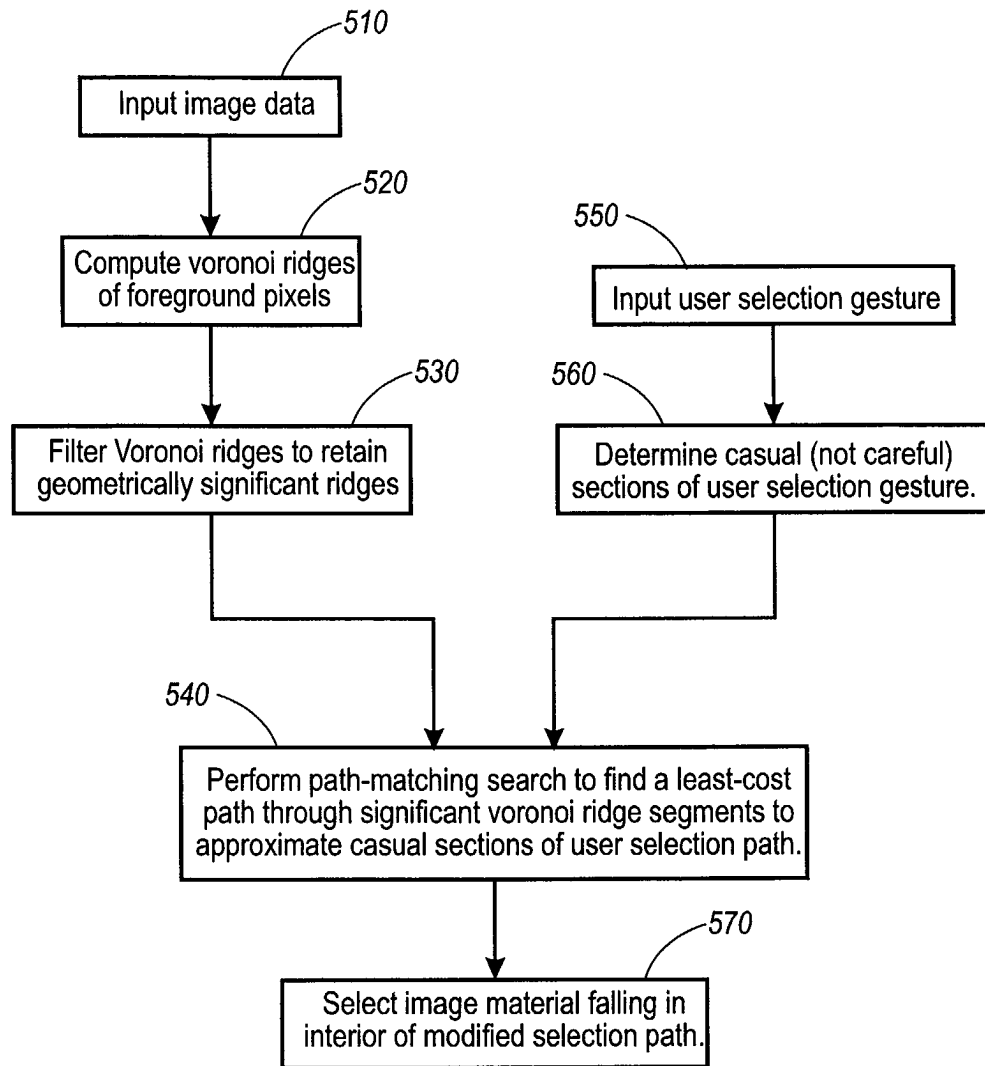 510
Input image data
520
Compute voronoi ridges
of foreground pixels
530
Filter Voronoi ridges to retain
geometrically significant ridges
550
Input user selection gesture
560
Determine casual (not careful)
sections of user selection gesture.
540
Perform path-matching search to find a least-cost
path through significant voronoi ridge segments to
approximate casual sections of user selection path.
570
Select image material falling in
interior of modified selection path.